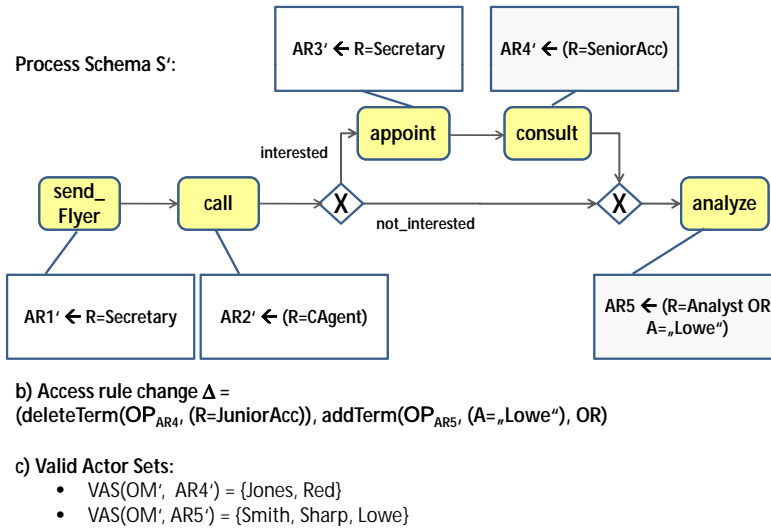 Process Schema S‘:
AR3‘ ← R=Secretary
AR4‘ ← (R=SeniorAcc)
appoint
consult
interested
send_
Flyer
call
X
not_interested
X
analyze
AR1‘ ← R=Secretary
AR2‘ ← (R=CAgent)
AR5 ← (R=Analyst OR
A=„Lowe“)
b) Access rule change Δ =
(deleteTerm(OP_AR4, (R=JuniorAcc)), addTerm(OP_AR5, (A=„Lowe“), OR)
c) Valid Actor Sets:
• VAS(OM‘, AR4‘) = {Jones, Red}
• VAS(OM‘, AR5‘) = {Smith, Sharp, Lowe}